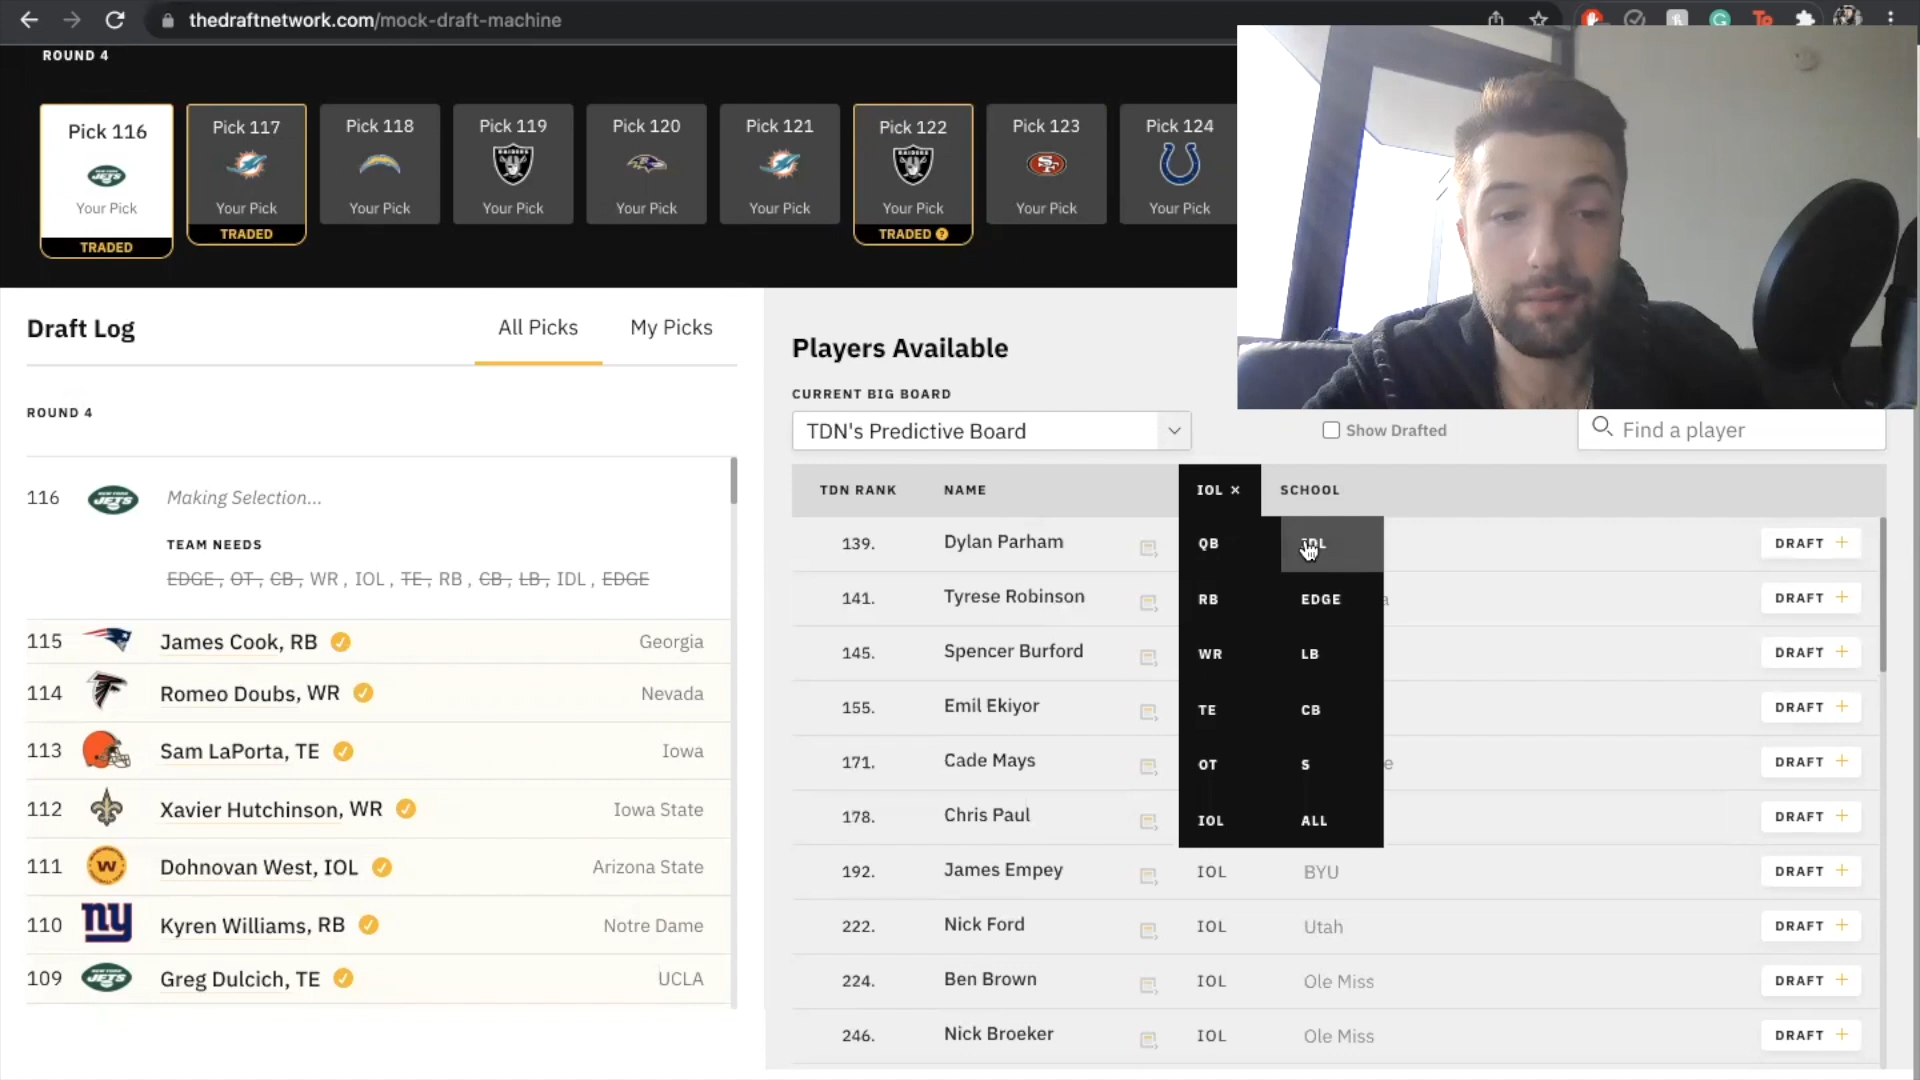 thedraftnetwork.com/mock-draft-machine
ROUND 4
Pick 116
Your Pick
TRADED
Pick 117
Your Pick
TRADED
Pick 118
Your Pick
Pick 119
Your Pick
Pick 120
Your Pick
Pick 121
Your Pick
Pick 122
Your Pick
TRADED ?
Pick 123
Your Pick
Pick 124
Your Pick
Draft Log
All Picks
My Picks
ROUND 4
116 Making Selection...
TEAM NEEDS
EDGE , OT , CB , WR , IOL , TE , RB , CB , LB , IDL , EDGE
115 James Cook, RB Georgia
114 Romeo Doubs, WR Nevada
113 Sam LaPorta, TE Iowa
112 Xavier Hutchinson, WR Iowa State
111 Dohnovan West, IOL Arizona State
110 Kyren Williams, RB Notre Dame
109 Greg Dulcich, TE UCLA
Players Available
CURRENT BIG BOARD
TDN's Predictive Board
Show Drafted
Find a player
TDN RANK NAME IOL × SCHOOL
139. Dylan Parham DRAFT +
141. Tyrese Robinson DRAFT +
145. Spencer Burford DRAFT +
155. Emil Ekiyor DRAFT +
171. Cade Mays DRAFT +
178. Chris Paul DRAFT +
192. James Empey IOL BYU DRAFT +
222. Nick Ford IOL Utah DRAFT +
224. Ben Brown IOL Ole Miss DRAFT +
246. Nick Broeker IOL Ole Miss DRAFT +
QB IDL
RB EDGE
WR LB
TE CB
OT S
IOL ALL